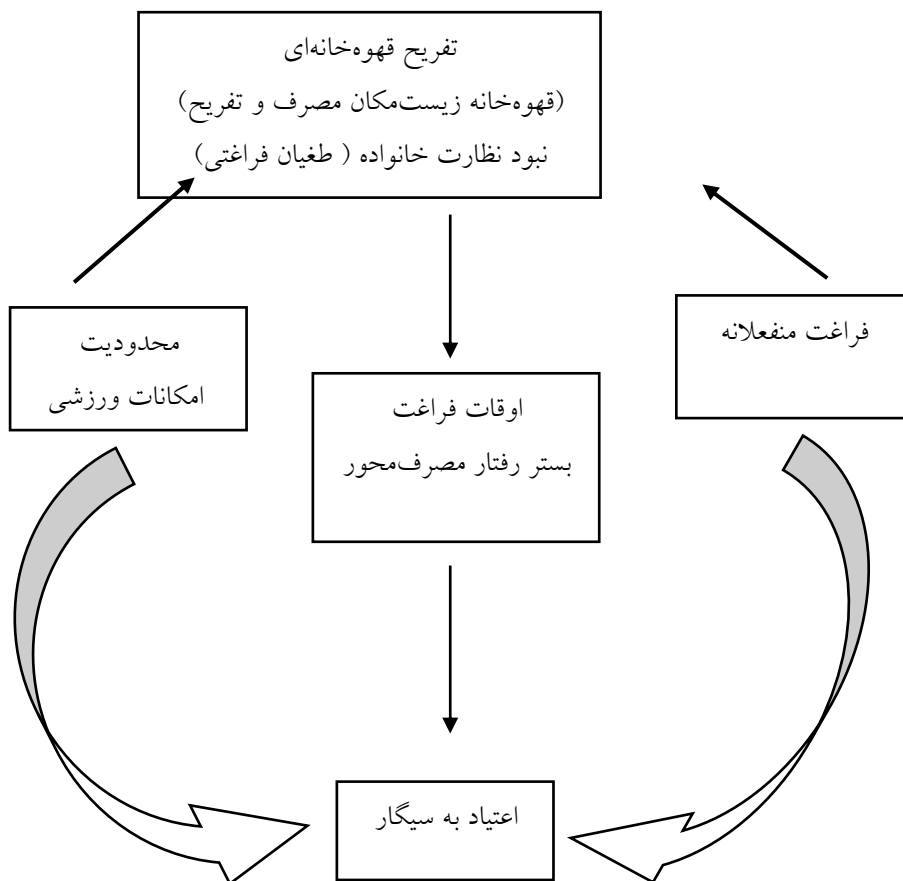 تفریح قهوه‌خانه‌ای
(قهوه‌خانه زیست‌مکان مصرف و تفریح)
نبود نظارت خانواده ( طغیان فراغتی)
فراغت منفعلانه
محدودیت
امکانات ورزشی
اوقات فراغت
بستر رفتار مصرف‌محور
اعتیاد به سیگار